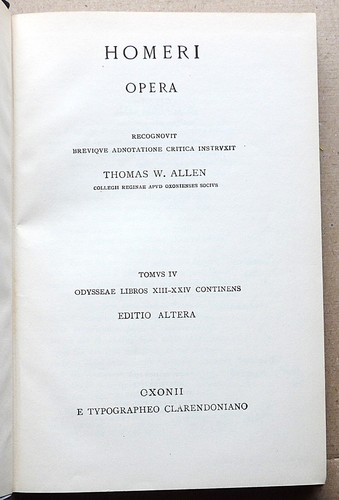 HOMERI
OPERA
RECOGNOVIT
BREVIQVE ADNOTATIONE CRITICA INSTRVXIT
THOMAS W. ALLEN
COLLEGII REGINAE APVD OXONIENSES SOCIVS
TOMVS IV
ODYSSEAE LIBROS XIII–XXIV CONTINENS
EDITIO ALTERA
OXONII
E TYPOGRAPHEO CLARENDONIANO